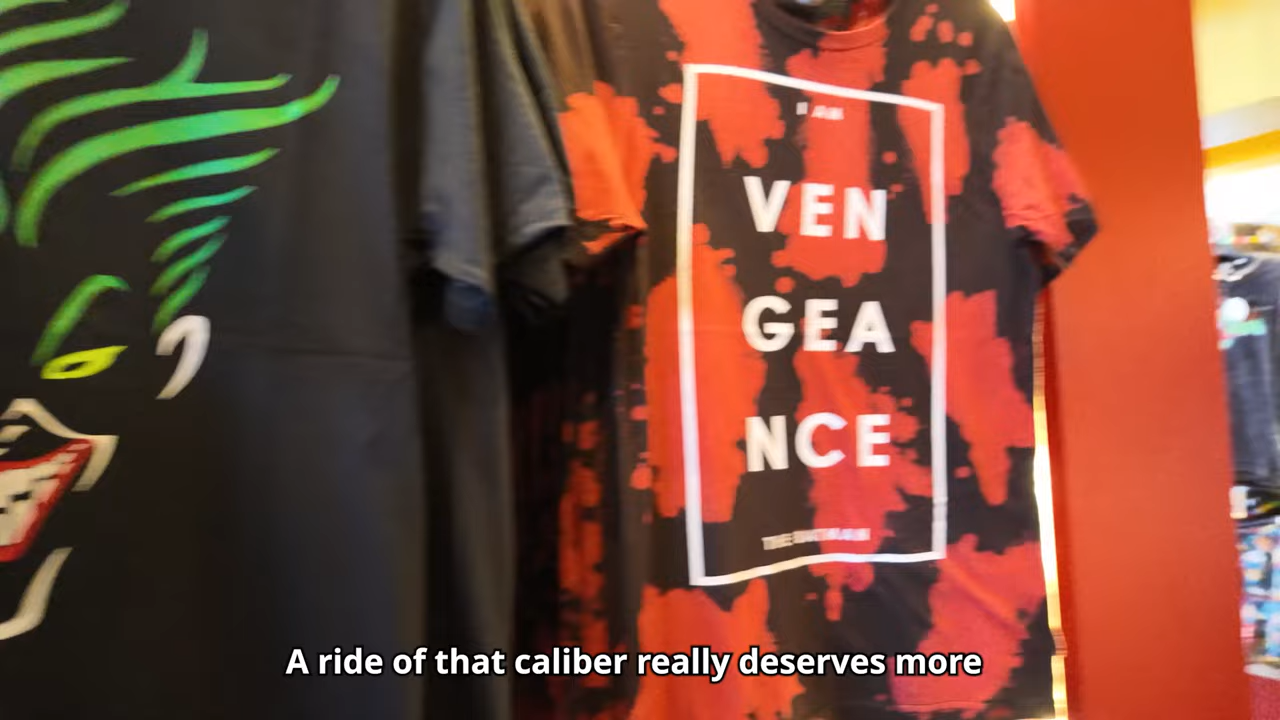 I AM
VEN
GEA
NCE
THE BATMAN
A ride of that caliber really deserves more